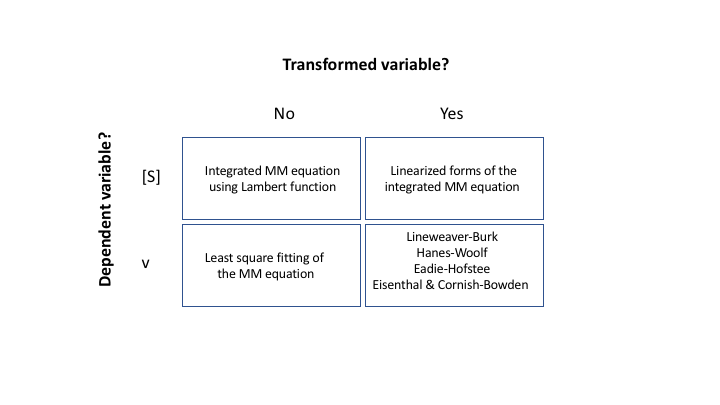 Transformed variable?
No
Yes
Dependent variable?
[S]
Integrated MM equation
using Lambert function
Linearized forms of the
integrated MM equation
v
Least square fitting of
the MM equation
Lineweaver-Burk
Hanes-Woolf
Eadie-Hofstee
Eisenthal & Cornish-Bowden